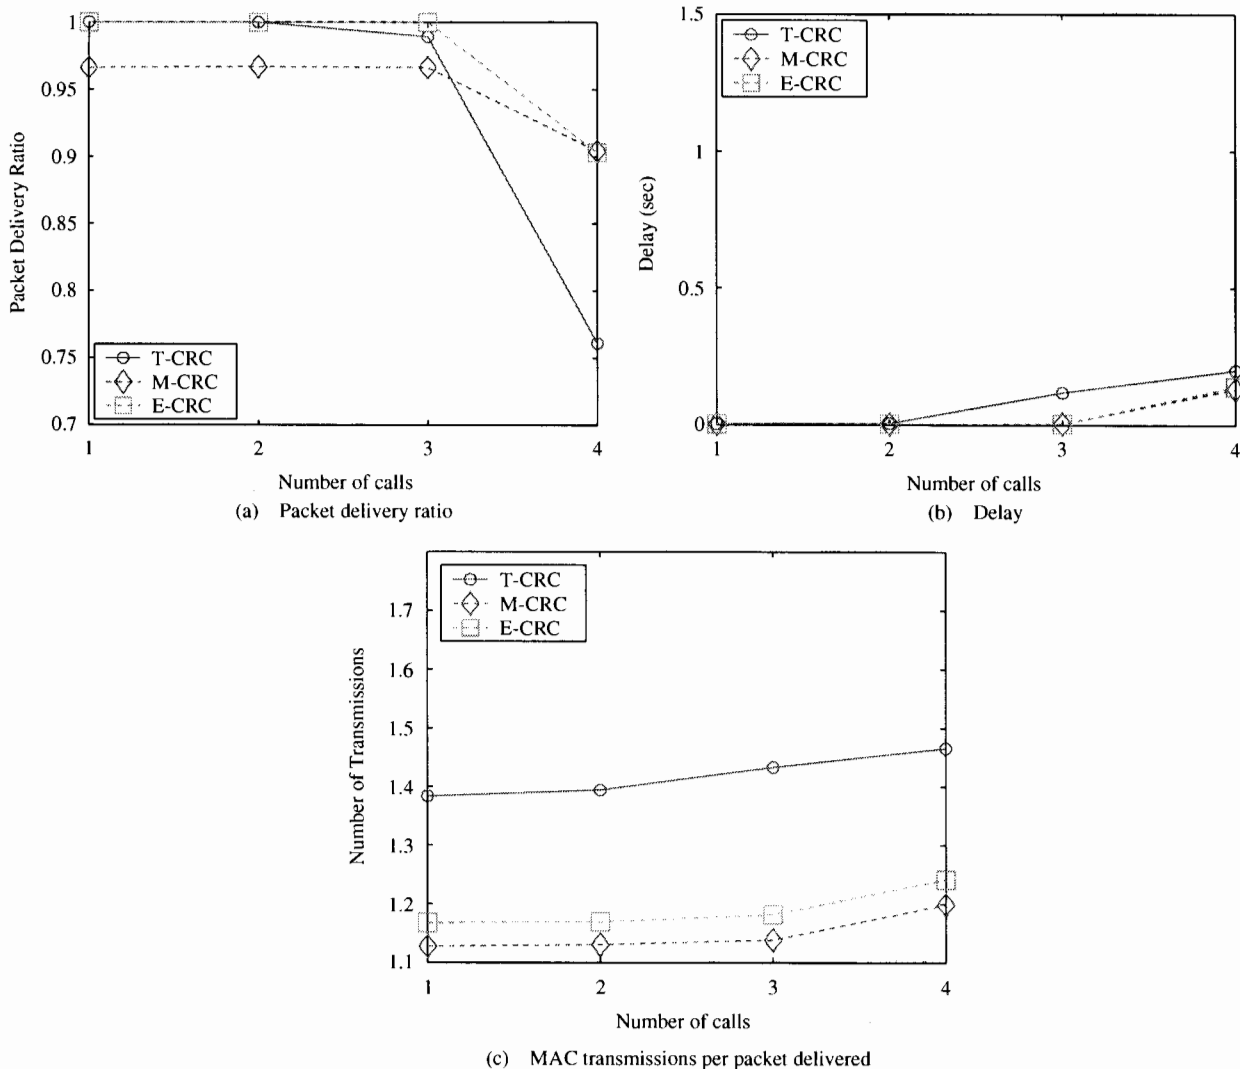 1
0.95
0.9
0.85
0.8
0.75
0.7
Packet Delivery Ratio
T-CRC
M-CRC
E-CRC
1 2 3 4
Number of calls
(a) Packet delivery ratio
1.5
1
0.5
0
Delay (sec)
T-CRC
M-CRC
E-CRC
1 2 3 4
Number of calls
(b) Delay
1.7
1.6
1.5
1.4
1.3
1.2
1.1
Number of Transmissions
T-CRC
M-CRC
E-CRC
1 2 3 4
Number of calls
(c) MAC transmissions per packet delivered